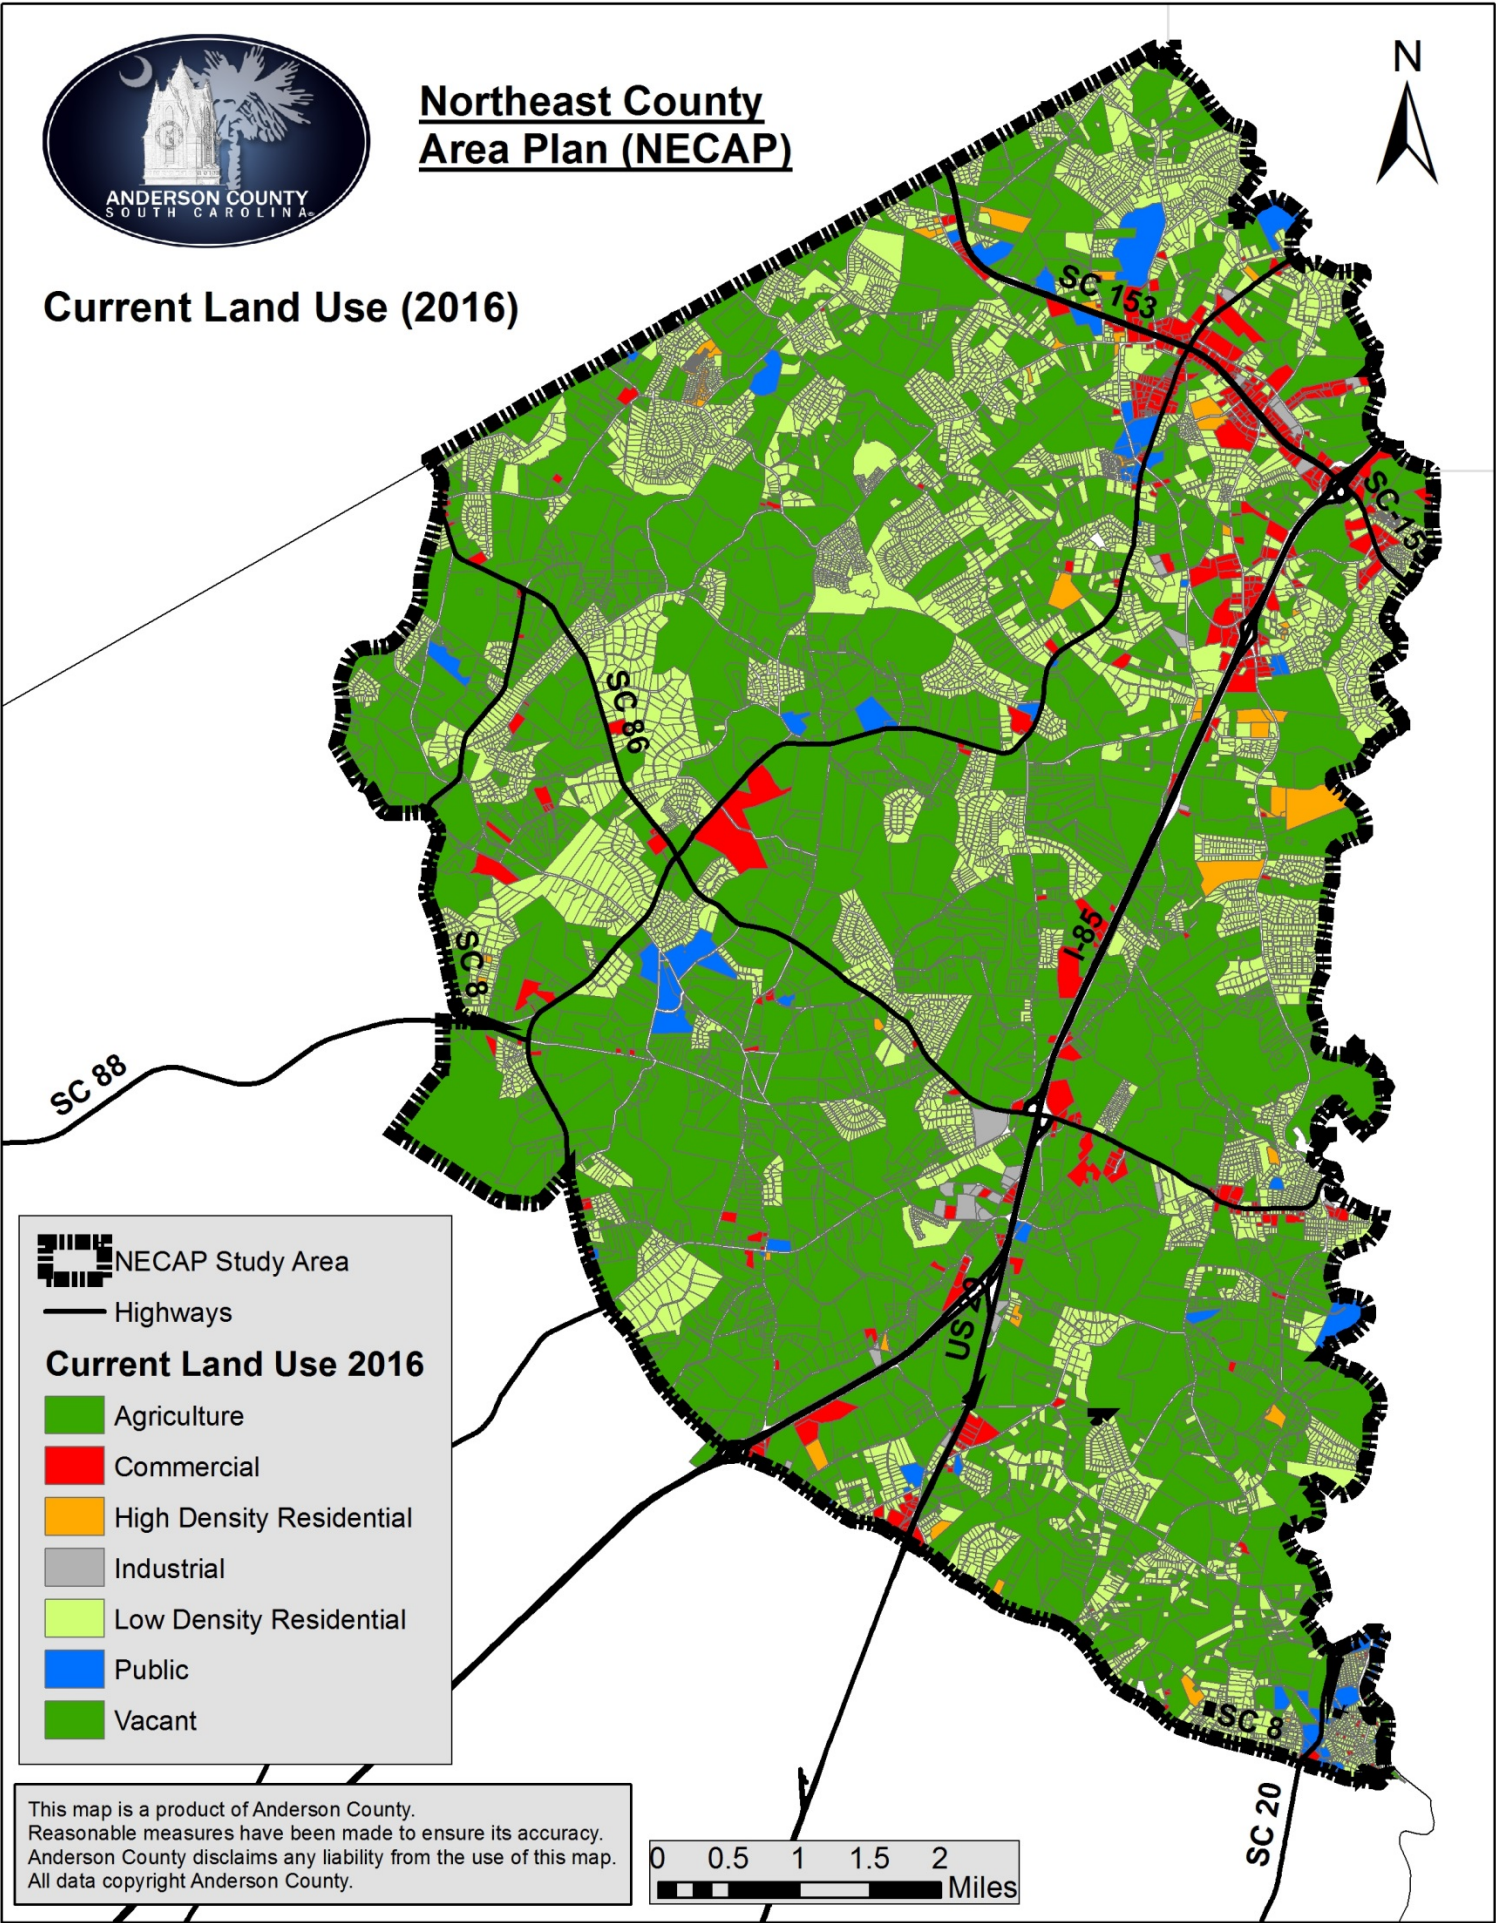 Northeast County
Area Plan (NECAP)
N
ANDERSON COUNTY
SOUTH CAROLINA
Current Land Use (2016)
SC 153
SC-15
SC 86
I-85
SC 8
SC 88
US 29
NECAP Study Area
Highways
Current Land Use 2016
Agriculture
Commercial
High Density Residential
Industrial
Low Density Residential
Public
Vacant
SC 8
SC 20
This map is a product of Anderson County.
Reasonable measures have been made to ensure its accuracy.
Anderson County disclaims any liability from the use of this map.
All data copyright Anderson County.
0 0.5 1 1.5 2
Miles